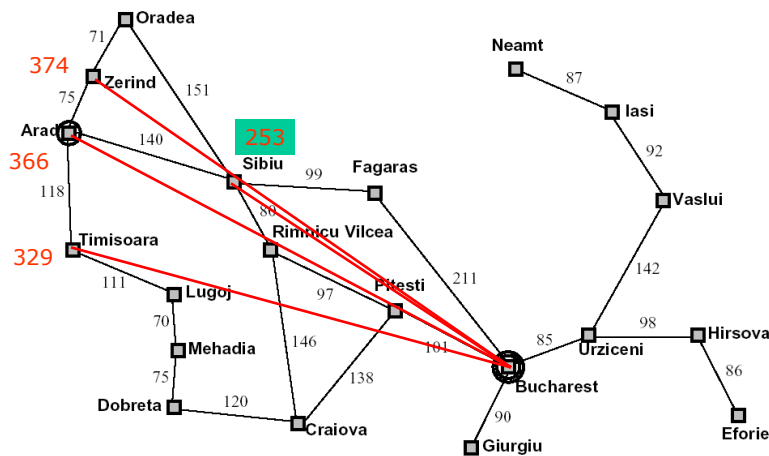 Oradea
71
Neamt
374
Zerind
87
151
75
Iasi
Arad
140
253
366
Sibiu
Fagaras
99
92
118
80
Vaslui
Timisoara
Rimnicu Vilcea
329
111
211
142
Lugoj
97
Pitesti
70
98
Hirsova
146
101
85
Urziceni
Mehadia
86
75
138
Bucharest
Dobreta
120
90
Craiova
Eforie
Giurgiu